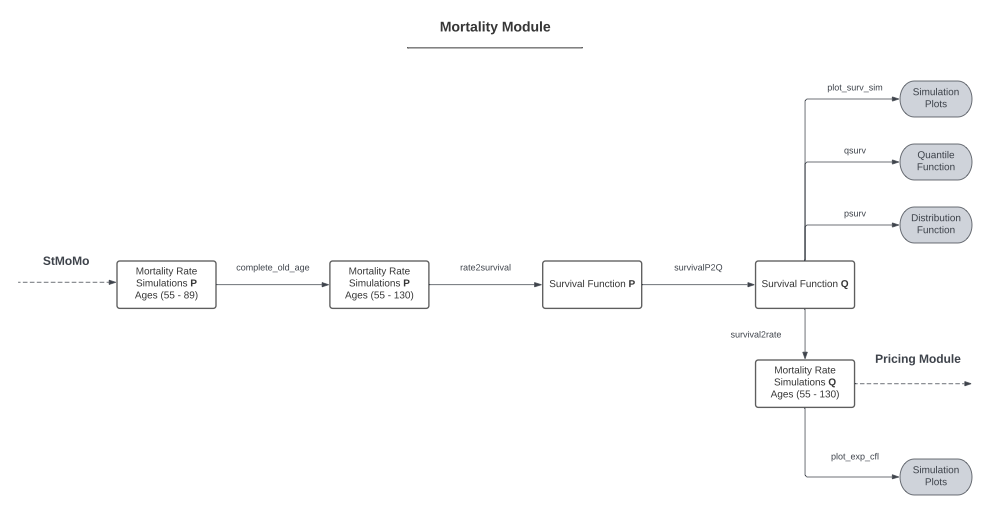 Mortality Module
plot_surv_sim
Simulation
Plots
qsurv
Quantile
Function
psurv
Distribution
Function
StMoMo
Mortality Rate
Simulations P
Ages (55 - 89)
complete_old_age
Mortality Rate
Simulations P
Ages (55 - 130)
rate2survival
Survival Function P
survivalP2Q
Survival Function Q
survival2rate
Mortality Rate
Simulations Q
Ages (55 - 130)
Pricing Module
plot_exp_cfl
Simulation
Plots